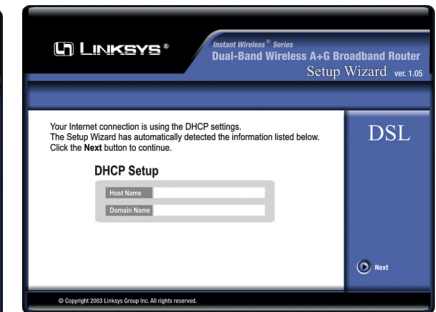 LINKSYS®
Instant Wireless® Series
Dual-Band Wireless A+G Broadband Router
Setup Wizard ver. 1.05
Your Internet connection is using the DHCP settings.
The Setup Wizard has automatically detected the information listed below.
Click the Next button to continue.
DSL
DHCP Setup
Host Name
Domain Name
Next
© Copyright 2003 Linksys Group Inc. All rights reserved.